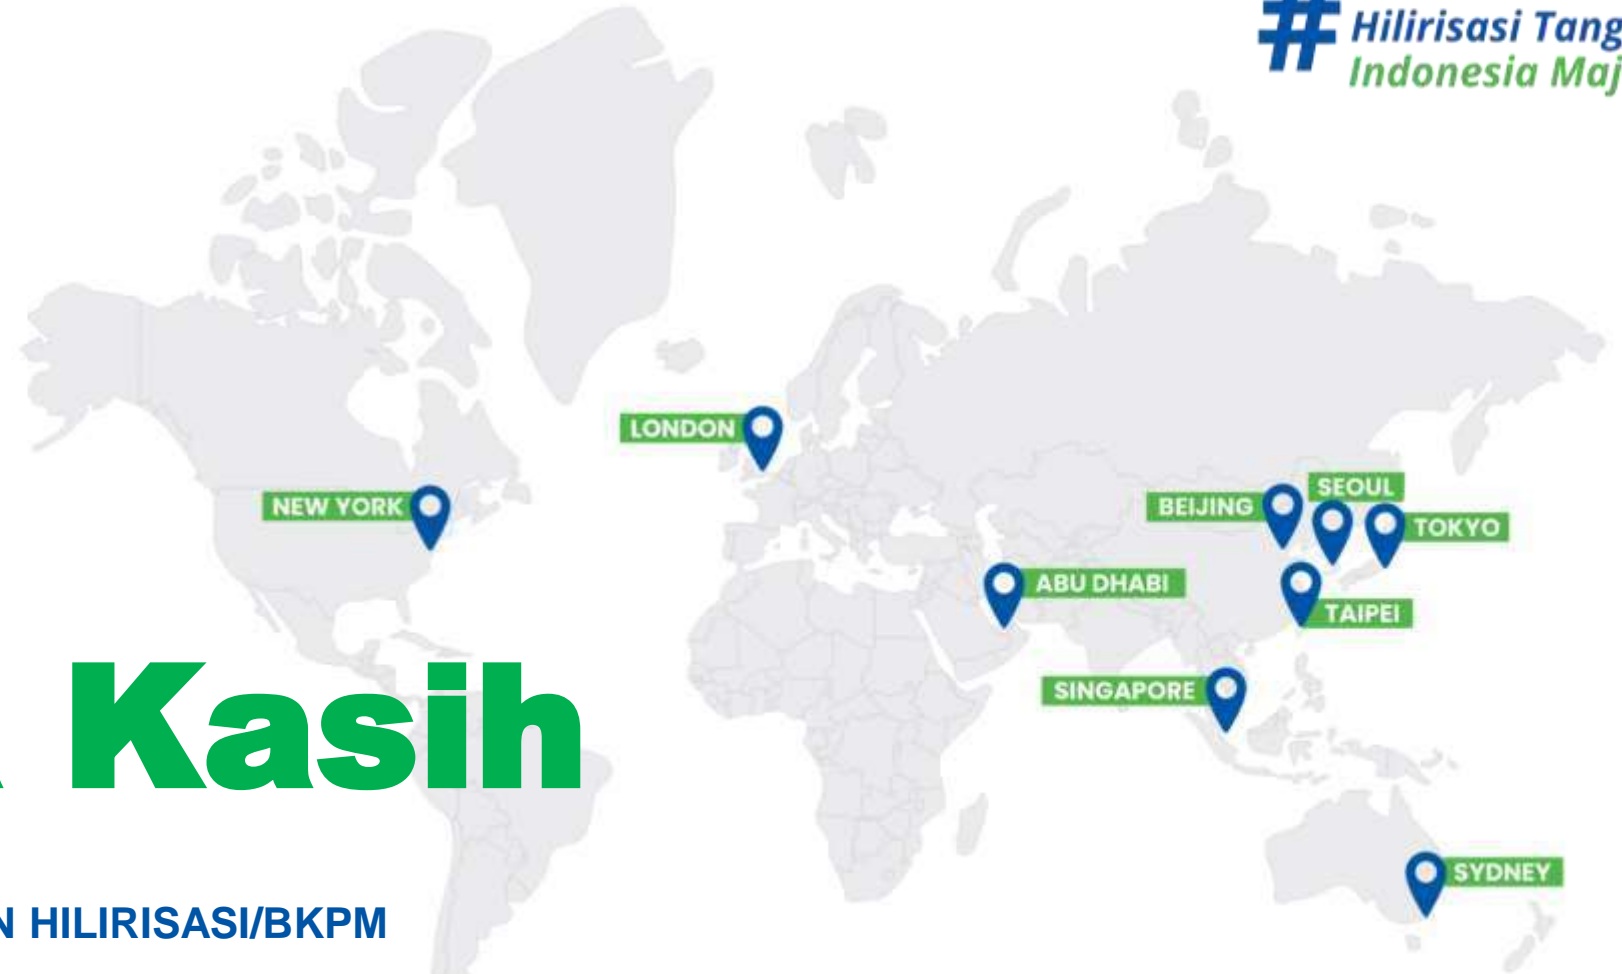 # Hilirisasi Tang
Indonesia Maj
LONDON
NEW YORK
BEIJING
SEOUL
TOKYO
ABU DHABI
TAIPEI
SINGAPORE
Kasih
SYDNEY
N HILIRISASI/BKPM